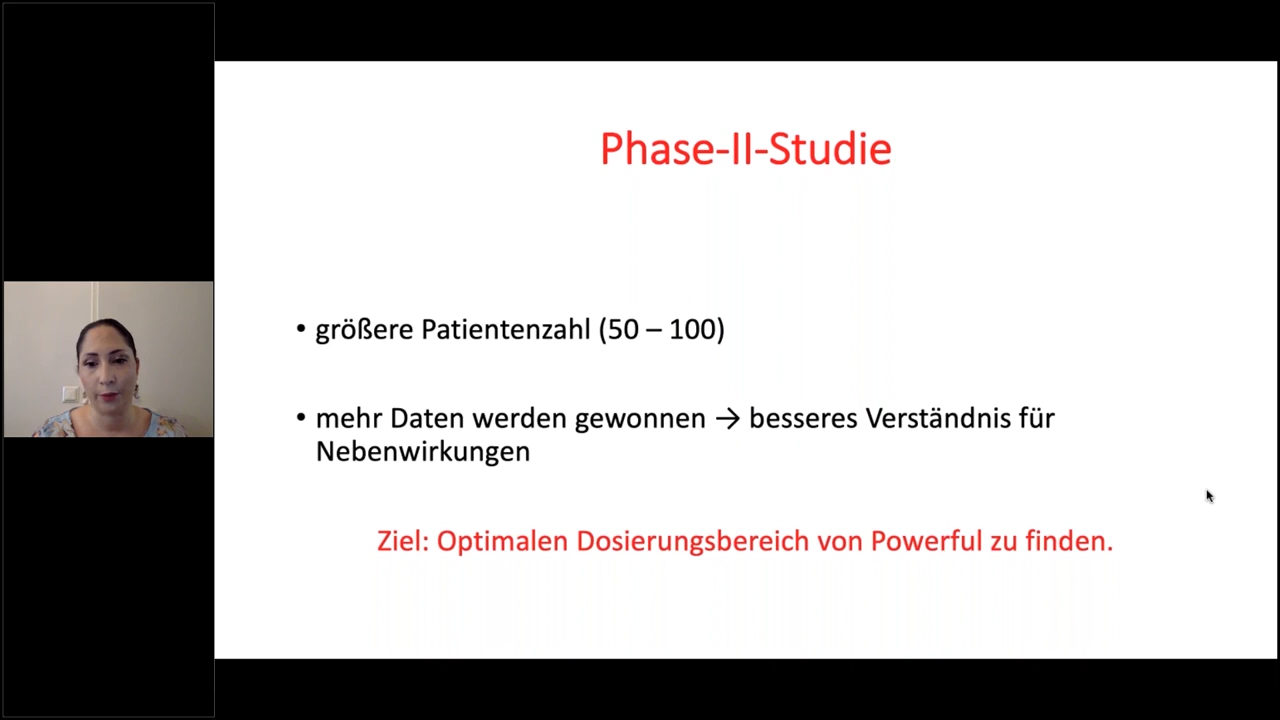 Phase-II-Studie
• größere Patientenzahl (50 – 100)
• mehr Daten werden gewonnen → besseres Verständnis für
Nebenwirkungen
Ziel: Optimalen Dosierungsbereich von Powerful zu finden.